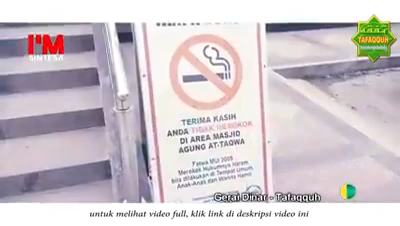 I'M
SINTESA
TAFAQQUH
TERIMA KASIH
ANDA TIDAK MEROKOK
DI AREA MASJID
AGUNG AT-TAQWA
Fatwa MUI 2009
Merokok Hukumnya Haram
bila dilakukan di Tempat Umum,
Anak-Anak dan Wanita Hamil
Gerai Dinar - Tafaqquh
untuk melihat video full, klik link di deskripsi video ini